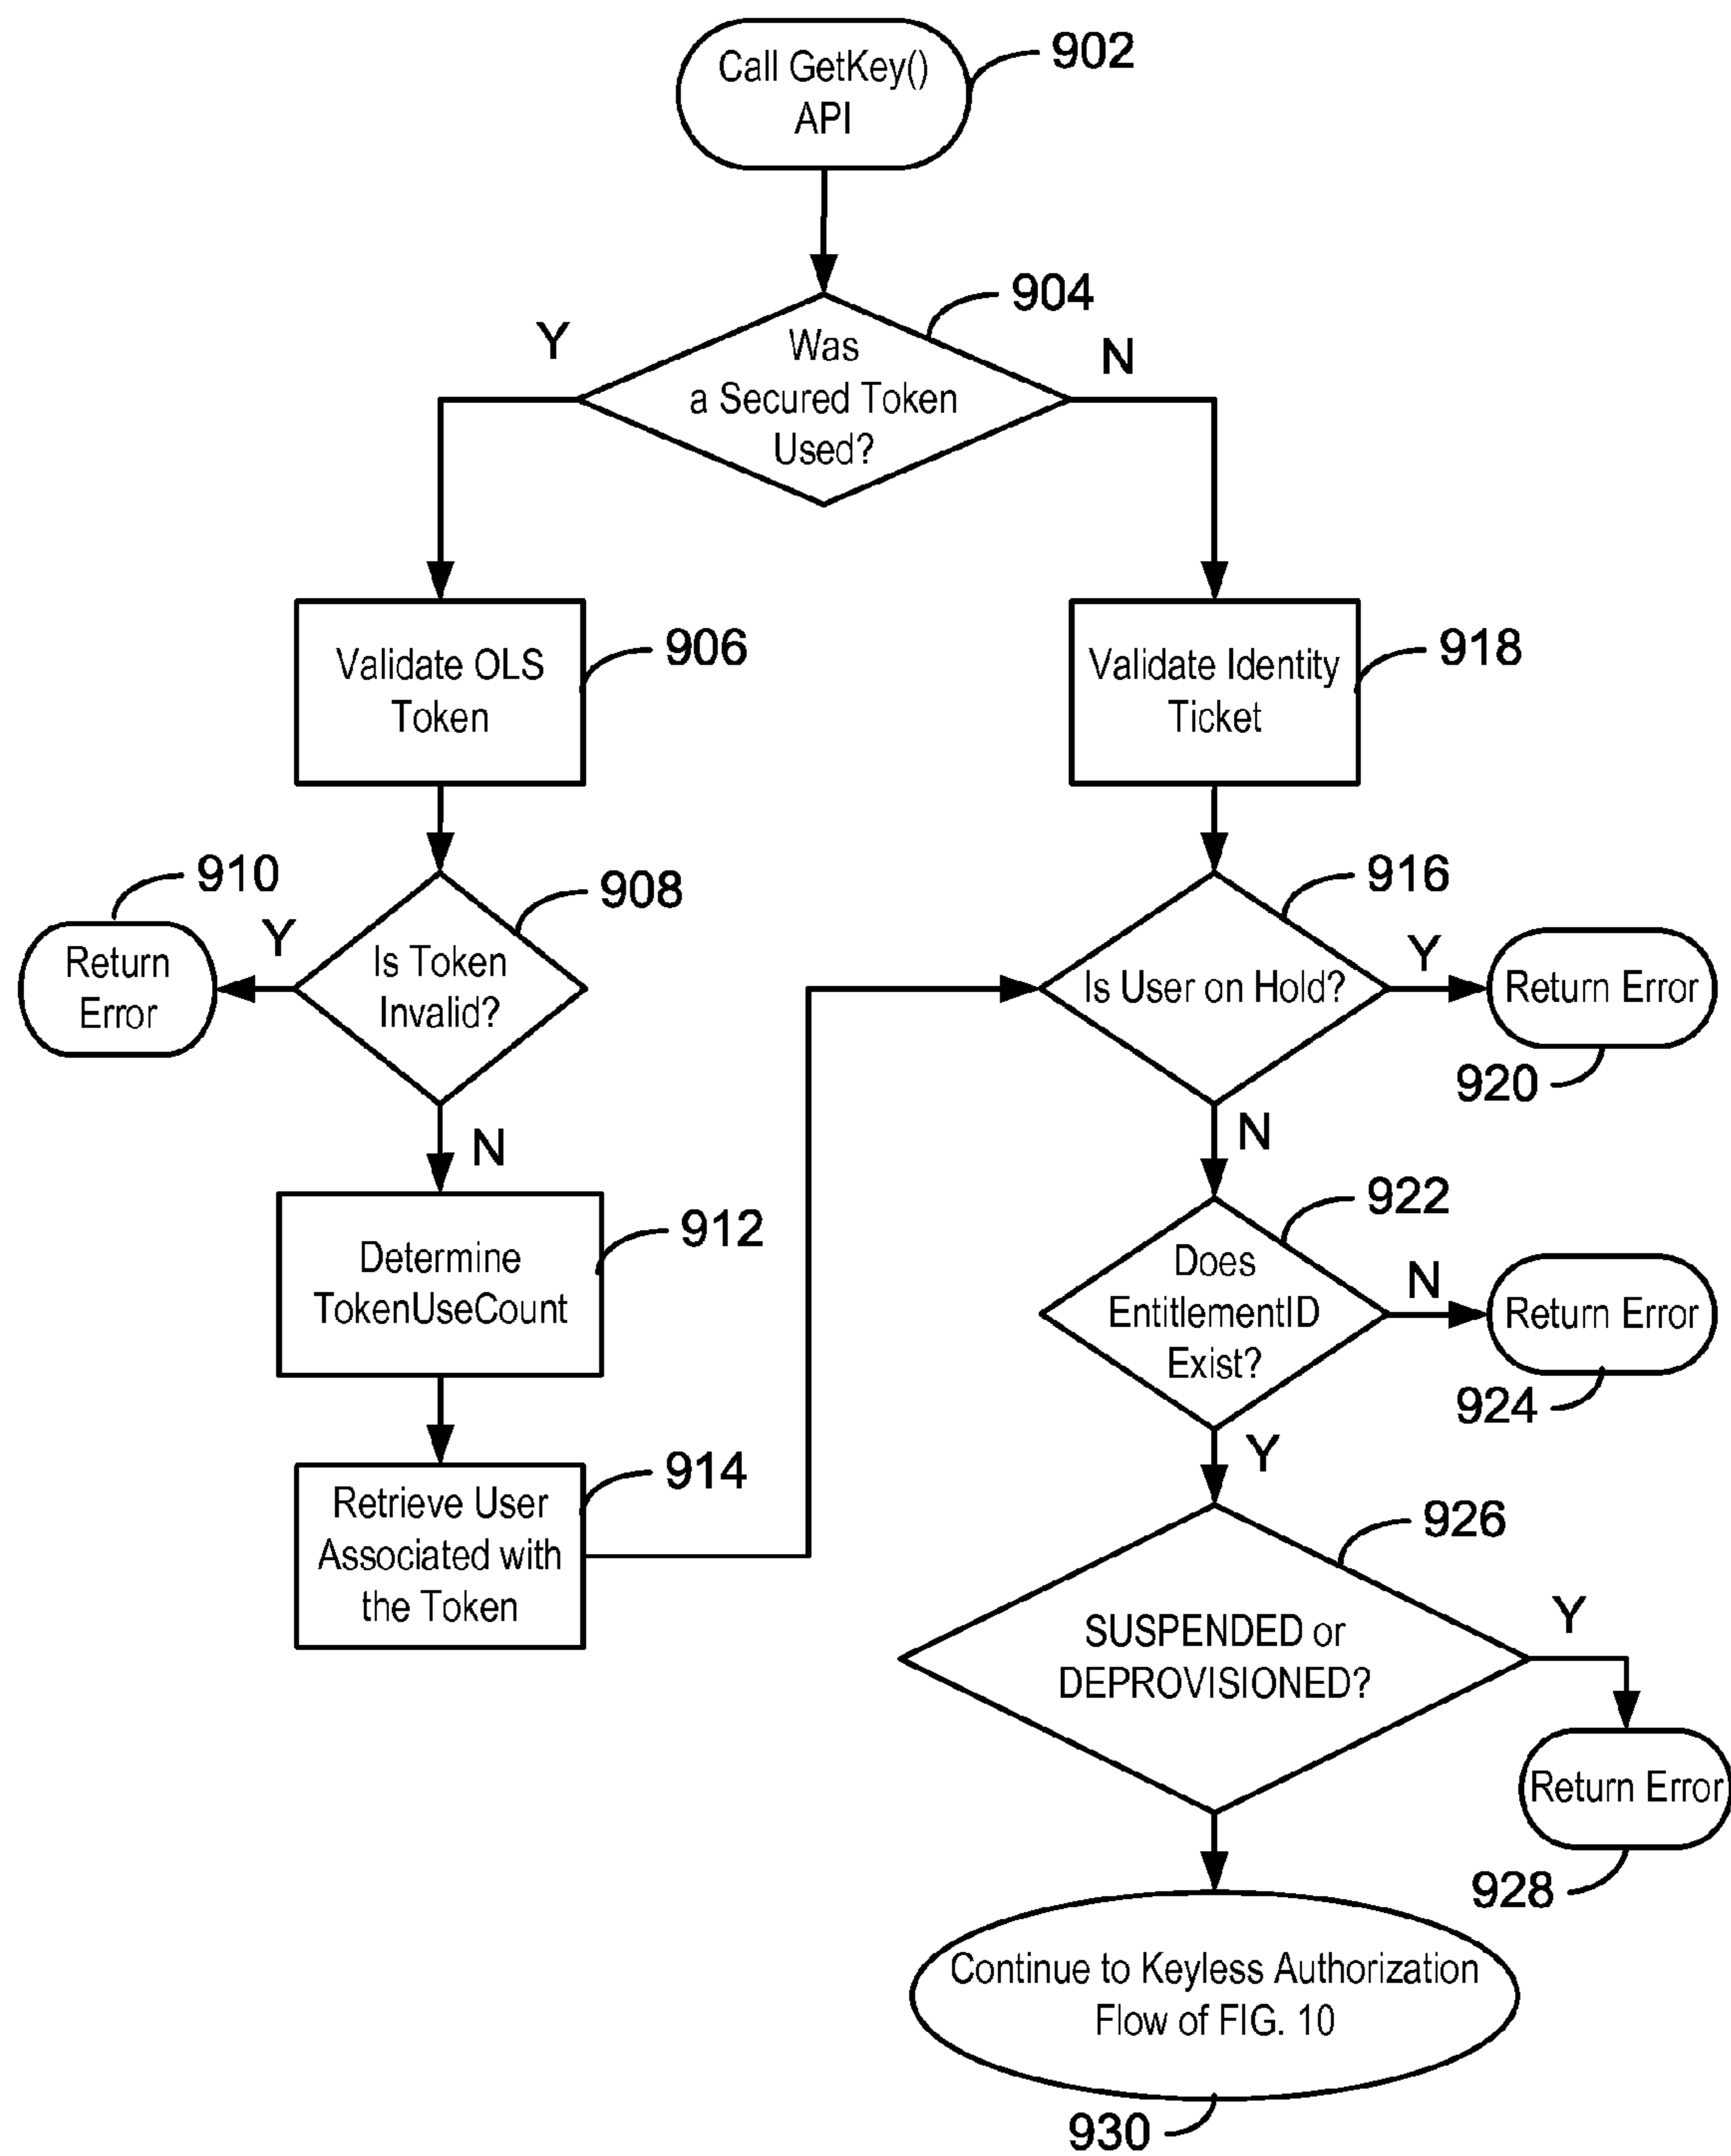 Call GetKey()
API
902
Was
a Secured Token
Used?
904
Y
N
Validate OLS
Token
906
Validate Identity
Ticket
918
910
Return
Error
Y
Is Token
Invalid?
908
N
Is User on Hold?
916
Y
Return Error
920
N
Determine
TokenUseCount
912
Does
EntitlementID
Exist?
922
N
Return Error
924
Y
Retrieve User
Associated with
the Token
914
SUSPENDED or
DEPROVISIONED?
926
Y
Return Error
928
Continue to Keyless Authorization
Flow of FIG. 10
930